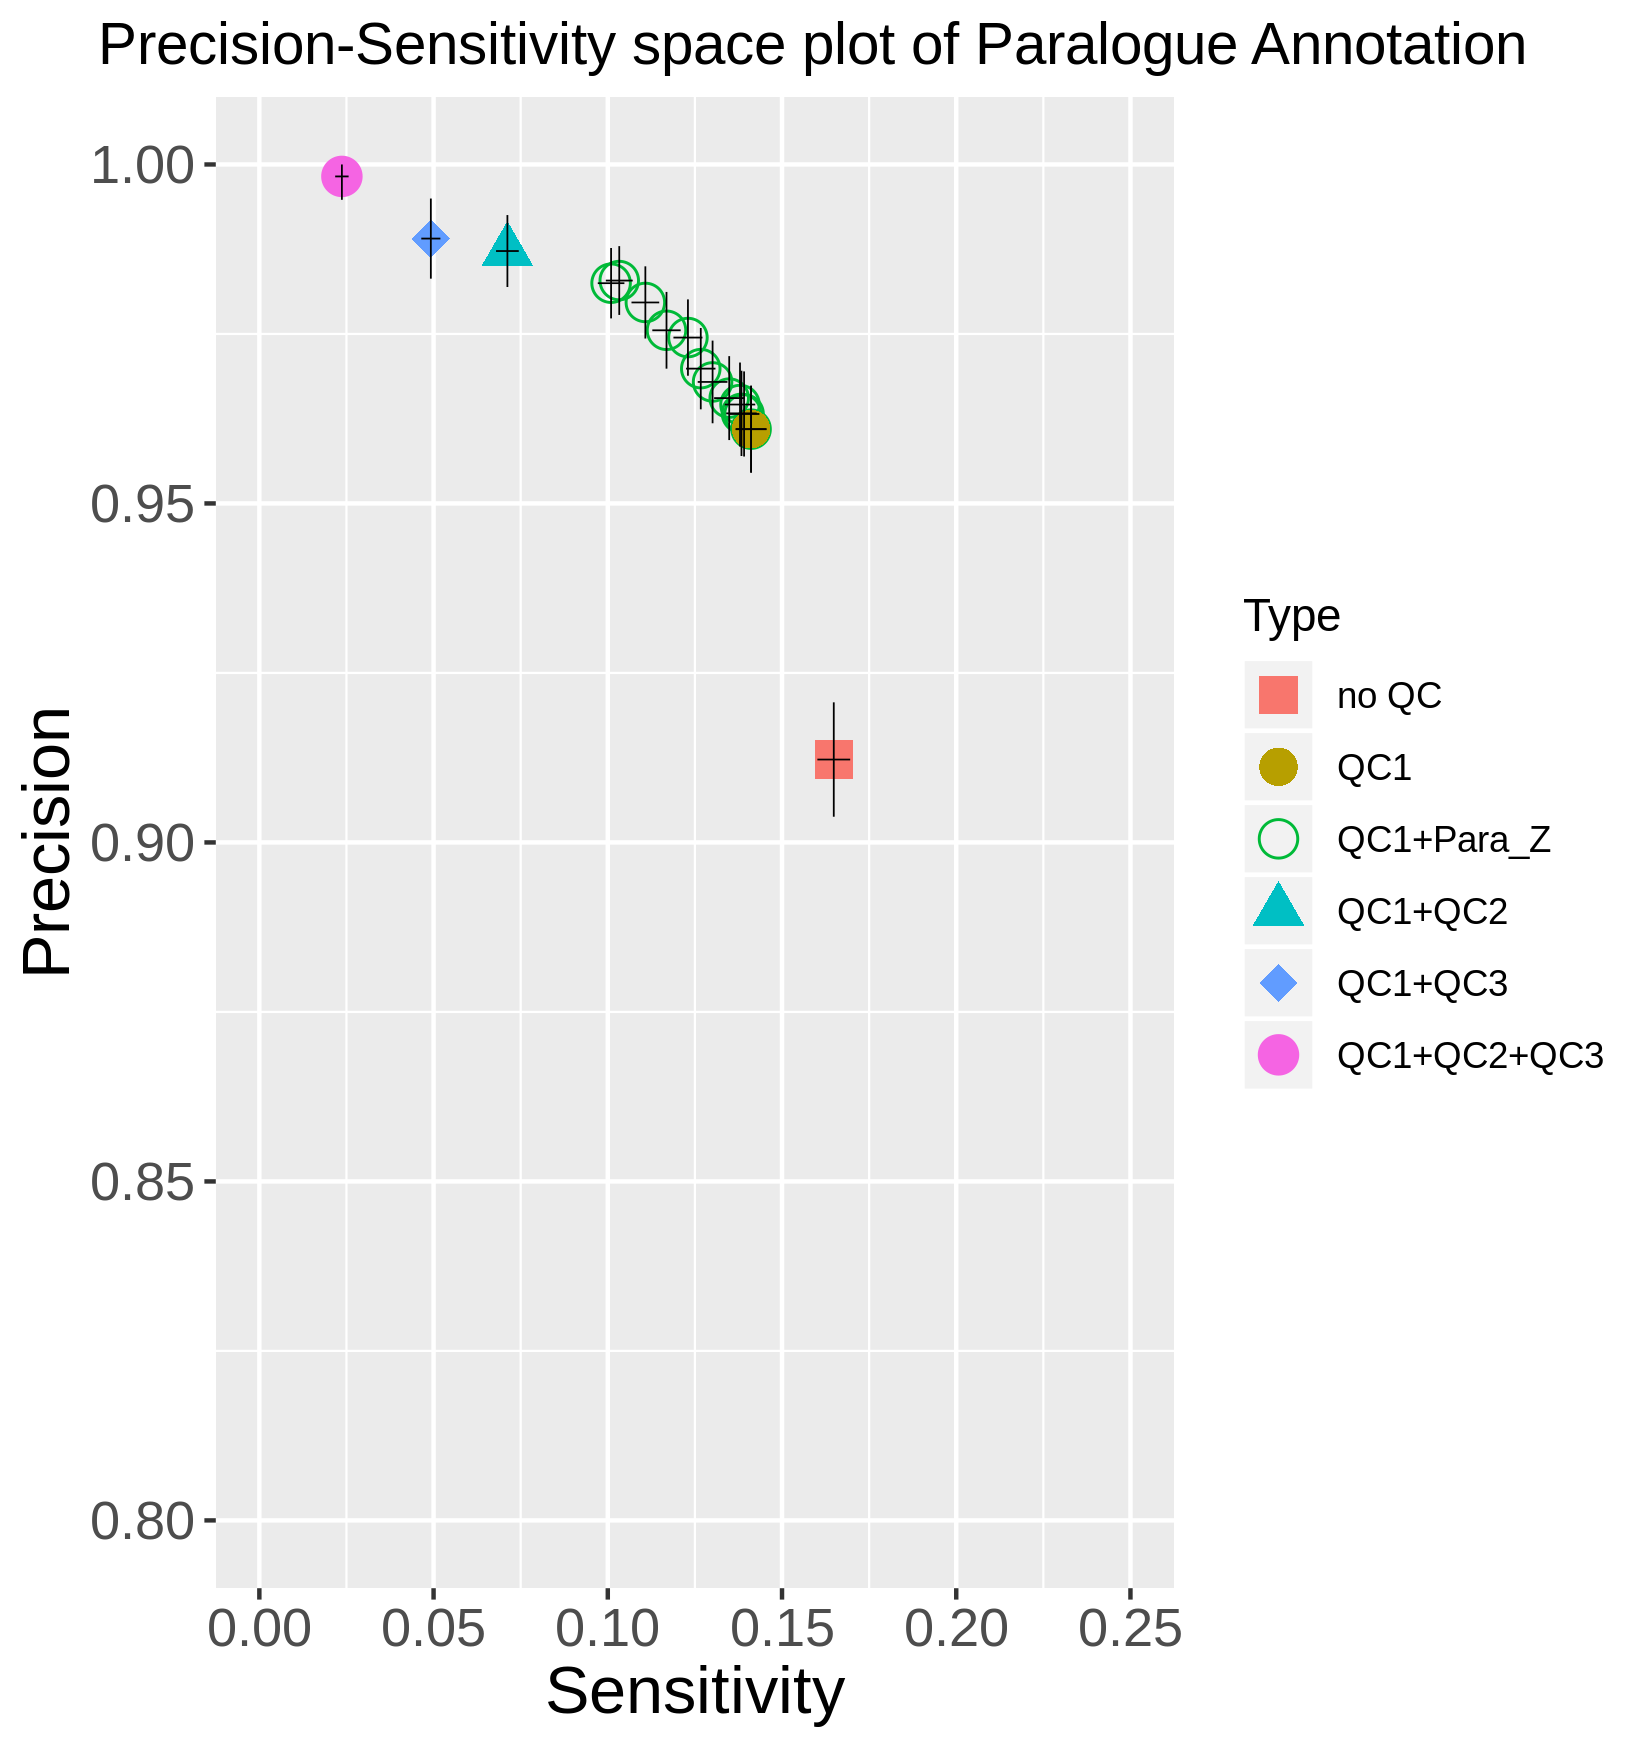 Precision-Sensitivity space plot of Paralogue Annotation
1.00
0.95
0.90
0.85
0.80
Precision
0.00 0.05 0.10 0.15 0.20 0.25
Sensitivity
Type
no QC
QC1
QC1+Para_Z
QC1+QC2
QC1+QC3
QC1+QC2+QC3